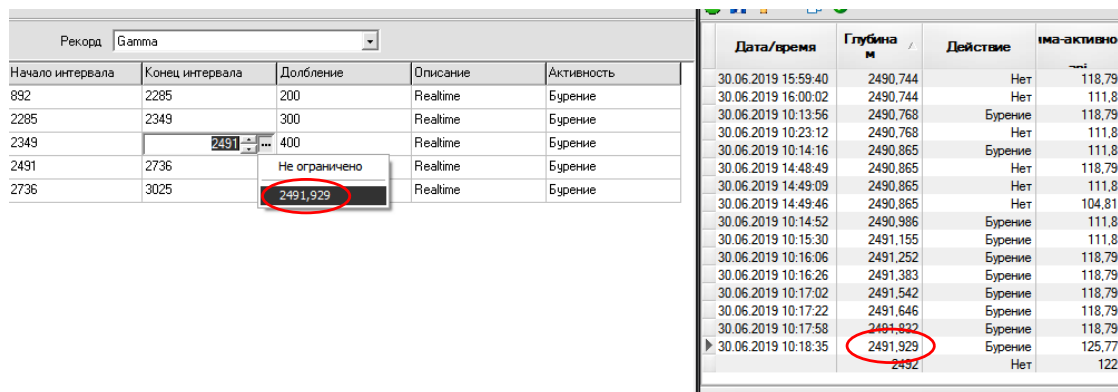 Рекорд Gamma
Начало интервала Конец интервала Долбление Описание Активность
892 2285 200 Realtime Бурение
2285 2349 300 Realtime Бурение
2349 2491 ... 400 Realtime Бурение
2491 2736 Realtime Бурение
2736 3025 Realtime Бурение
Не ограничено
2491,929
Дата/время Глубина м Действие ма-активно
30.06.2019 15:59:40 2490,744 Нет 118,79
30.06.2019 16:00:02 2490,744 Нет 111,8
30.06.2019 10:13:56 2490,768 Бурение 118,79
30.06.2019 10:23:12 2490,768 Нет 111,8
30.06.2019 10:14:16 2490,865 Бурение 111,8
30.06.2019 14:48:49 2490,865 Нет 118,79
30.06.2019 14:49:09 2490,865 Нет 111,8
30.06.2019 14:49:46 2490,865 Нет 104,81
30.06.2019 10:14:52 2490,986 Бурение 111,8
30.06.2019 10:15:30 2491,155 Бурение 111,8
30.06.2019 10:16:06 2491,252 Бурение 118,79
30.06.2019 10:16:26 2491,383 Бурение 118,79
30.06.2019 10:17:02 2491,542 Бурение 118,79
30.06.2019 10:17:22 2491,646 Бурение 118,79
30.06.2019 10:17:58 2491,832 Бурение 118,79
30.06.2019 10:18:35 2491,929 Бурение 125,77
2492 Нет 122